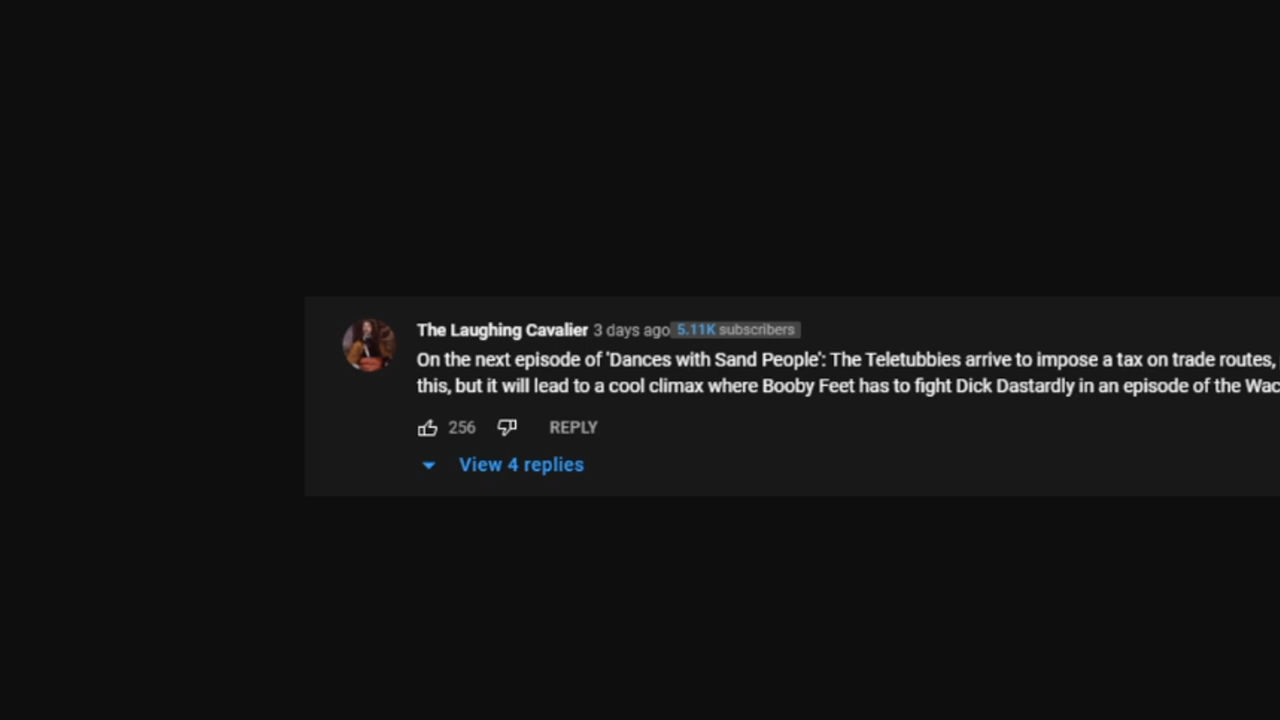 The Laughing Cavalier 3 days ago 5.11K subscribers
On the next episode of 'Dances with Sand People': The Teletubbies arrive to impose a tax on trade routes,
this, but it will lead to a cool climax where Booby Feet has to fight Dick Dastardly in an episode of the Wac
256 REPLY
View 4 replies